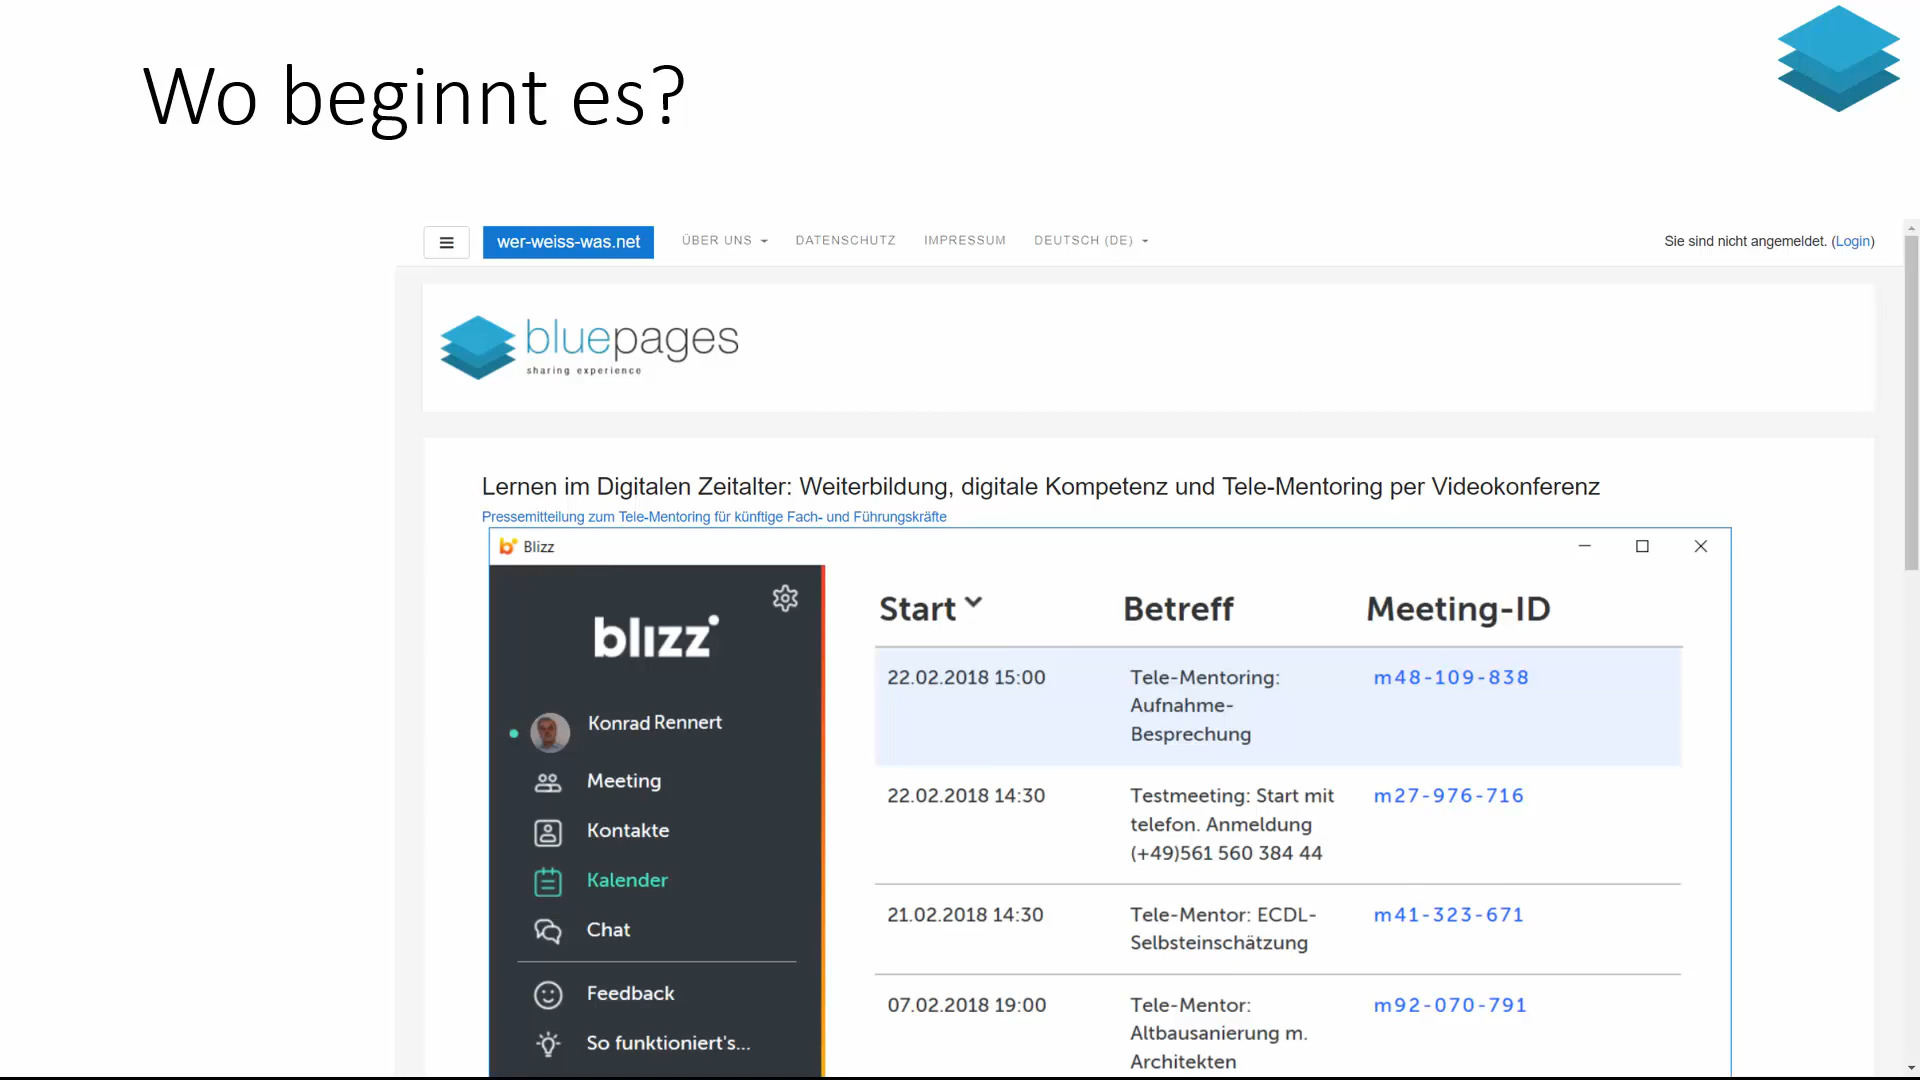 Wo beginnt es?
wer-weiss-was.net
ÜBER UNS
DATENSCHUTZ
IMPRESSUM
DEUTSCH (DE)
Sie sind nicht angemeldet. (Login)
bluepages
sharing experience
Lernen im Digitalen Zeitalter: Weiterbildung, digitale Kompetenz und Tele-Mentoring per Videokonferenz
Pressemitteilung zum Tele-Mentoring für künftige Fach- und Führungskräfte
Blizz
blizz
Konrad Rennert
Meeting
Kontakte
Kalender
Chat
Feedback
So funktioniert's...
Start
Betreff
Meeting-ID
22.02.2018 15:00
Tele-Mentoring:
Aufnahme-
Besprechung
m48-109-838
22.02.2018 14:30
Testmeeting: Start mit
telefon. Anmeldung
(+49)561 560 384 44
m27-976-716
21.02.2018 14:30
Tele-Mentor: ECDL-
Selbsteinschätzung
m41-323-671
07.02.2018 19:00
Tele-Mentor:
Altbausanierung m.
Architekten
m92-070-791